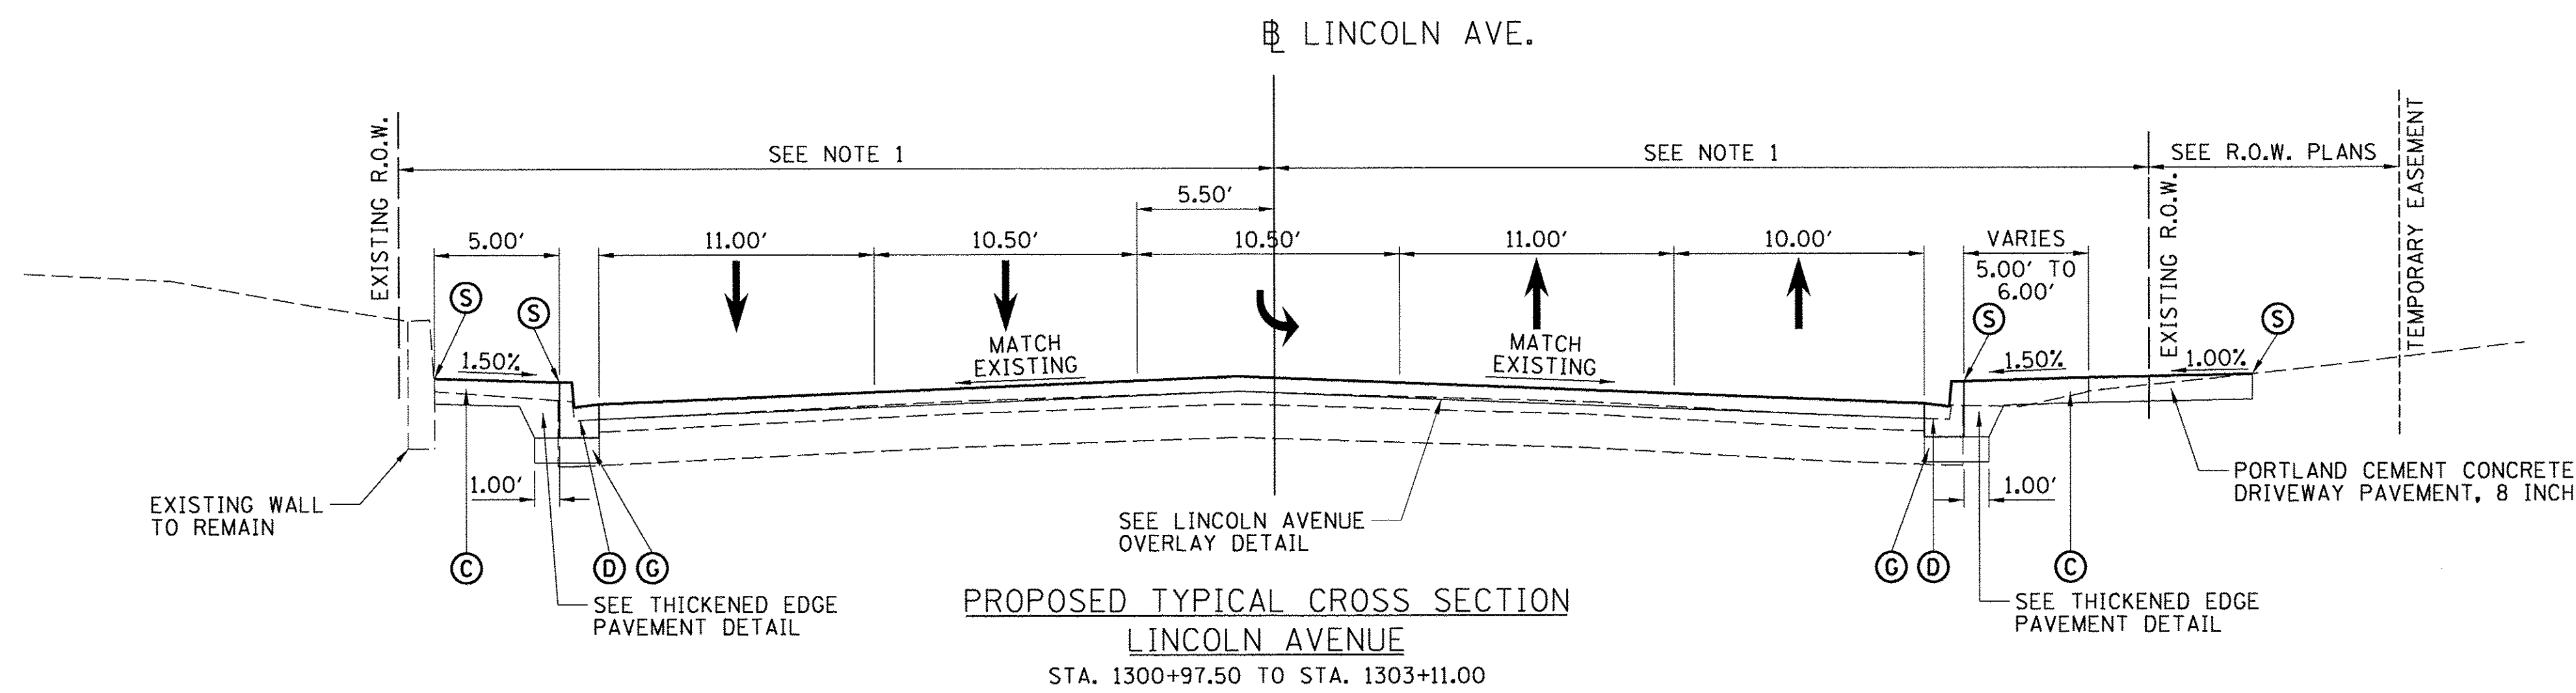 ℄ LINCOLN AVE.
EXISTING R.O.W.
SEE NOTE 1
SEE NOTE 1
SEE R.O.W. PLANS
EXISTING R.O.W.
TEMPORARY EASEMENT
5.50'
5.00'
11.00'
10.50'
10.50'
11.00'
10.00'
VARIES
5.00' TO
6.00'
S
S
S
S
1.50%
MATCH
EXISTING
MATCH
EXISTING
1.50%
1.00%
EXISTING WALL
TO REMAIN
1.00'
C
D
G
SEE THICKENED EDGE
PAVEMENT DETAIL
SEE LINCOLN AVENUE
OVERLAY DETAIL
G
D
C
1.00'
PORTLAND CEMENT CONCRETE
DRIVEWAY PAVEMENT, 8 INCH
SEE THICKENED EDGE
PAVEMENT DETAIL
PROPOSED TYPICAL CROSS SECTION
LINCOLN AVENUE
STA. 1300+97.50 TO STA. 1303+11.00